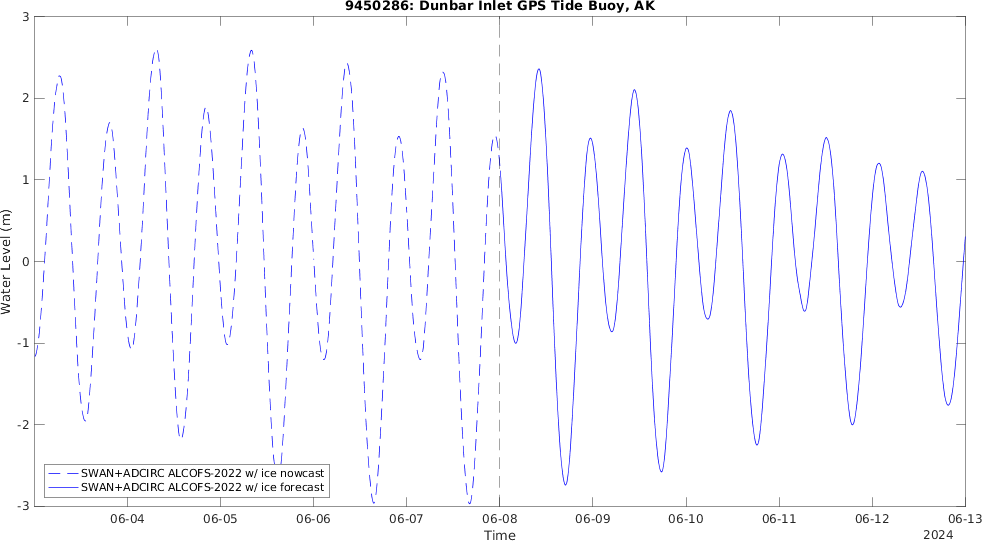 9450286: Dunbar Inlet GPS Tide Buoy, AK
3
2
1
0
-1
-2
-3
Water Level (m)
SWAN+ADCIRC ALCOFS-2022 w/ ice nowcast
SWAN+ADCIRC ALCOFS-2022 w/ ice forecast
06-04 06-05 06-06 06-07 06-08 06-09 06-10 06-11 06-12 06-13
Time
2024